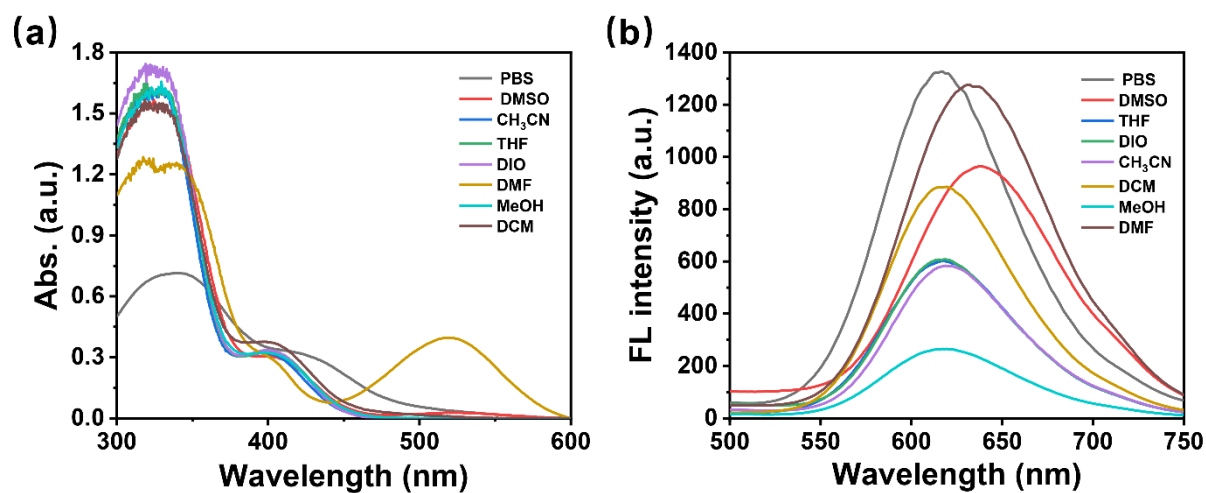 (a)
1.8
1.5
1.2
0.9
0.6
0.3
0.0
Abs. (a.u.)
300
400
500
600
Wavelength (nm)
PBS
DMSO
CH₃CN
THF
DIO
DMF
MeOH
DCM
(b)
1400
1200
1000
800
600
400
200
0
FL intensity (a.u.)
500
550
600
650
700
750
Wavelength (nm)
PBS
DMSO
THF
DIO
CH₃CN
DCM
MeOH
DMF